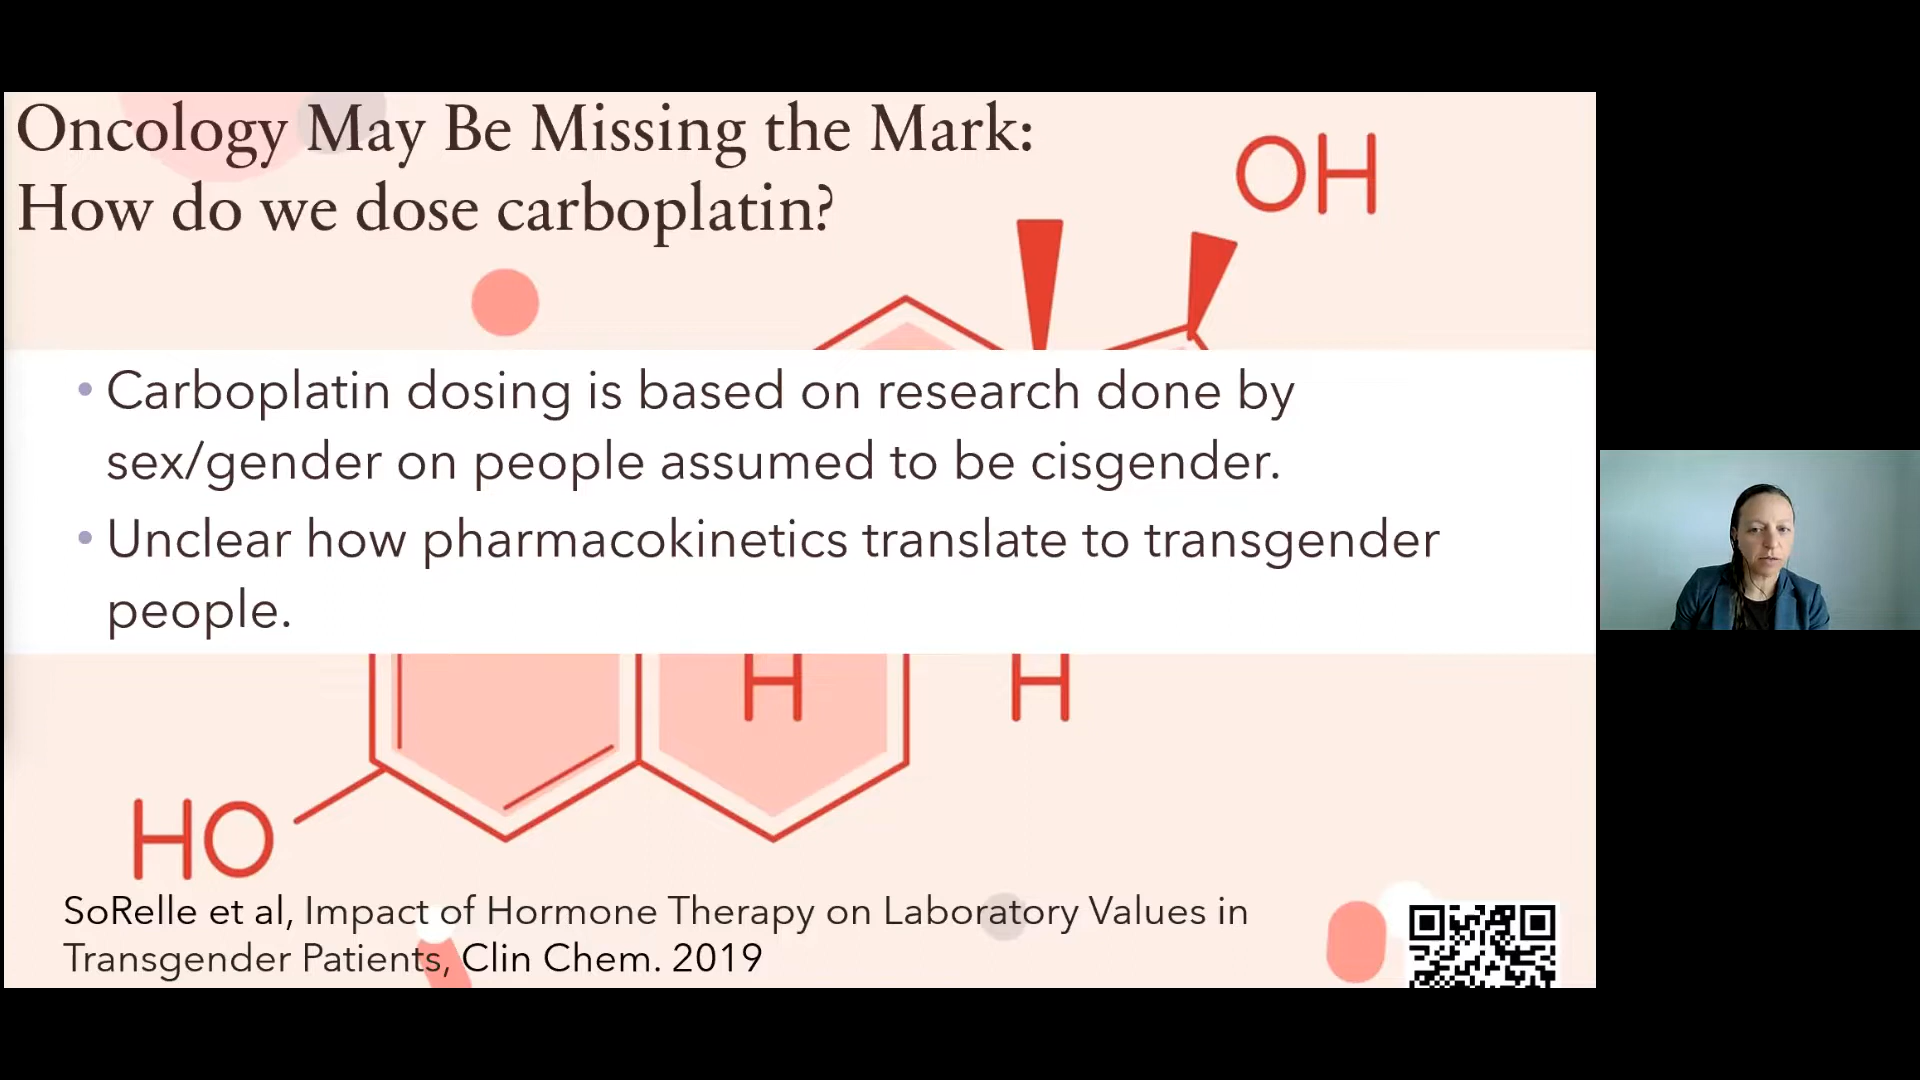 Oncology May Be Missing the Mark:
How do we dose carboplatin?
OH
• Carboplatin dosing is based on research done by
sex/gender on people assumed to be cisgender.
• Unclear how pharmacokinetics translate to transgender
people.
H H
HO
SoRelle et al, Impact of Hormone Therapy on Laboratory Values in
Transgender Patients, Clin Chem. 2019